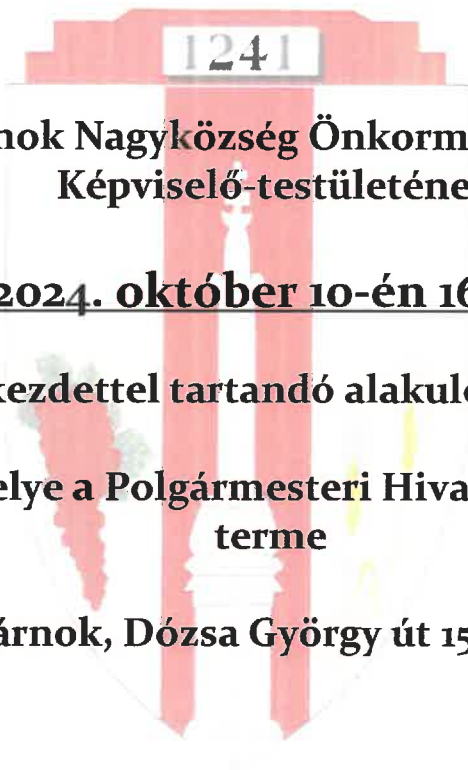 1241
nok Nagyközség Önkorm
Képviselő-testületéne
2024. október 10-én 16
kezdettel tartandó alakuló
elye a Polgármesteri Hiva
terme
árnok, Dózsa György út 15